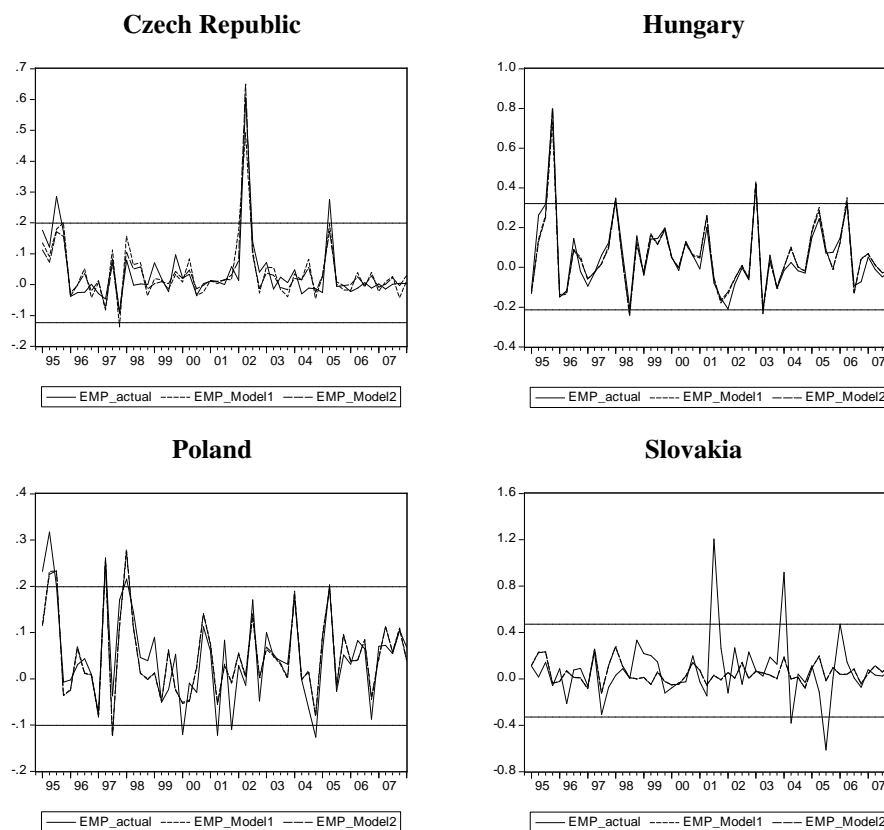 Czech Republic
.7
.6
.5
.4
.3
.2
.1
.0
-.1
-.2
95 96 97 98 99 00 01 02 03 04 05 06 07
EMP_actual EMP_Model1 EMP_Model2
Hungary
1.0
0.8
0.6
0.4
0.2
0.0
-0.2
-0.4
95 96 97 98 99 00 01 02 03 04 05 06 07
EMP_actual EMP_Model1 EMP_Model2
Poland
.4
.3
.2
.1
.0
-.1
-.2
95 96 97 98 99 00 01 02 03 04 05 06 07
EMP_actual EMP_Model1 EMP_Model2
Slovakia
1.6
1.2
0.8
0.4
0.0
-0.4
-0.8
95 96 97 98 99 00 01 02 03 04 05 06 07
EMP_actual EMP_Model1 EMP_Model2